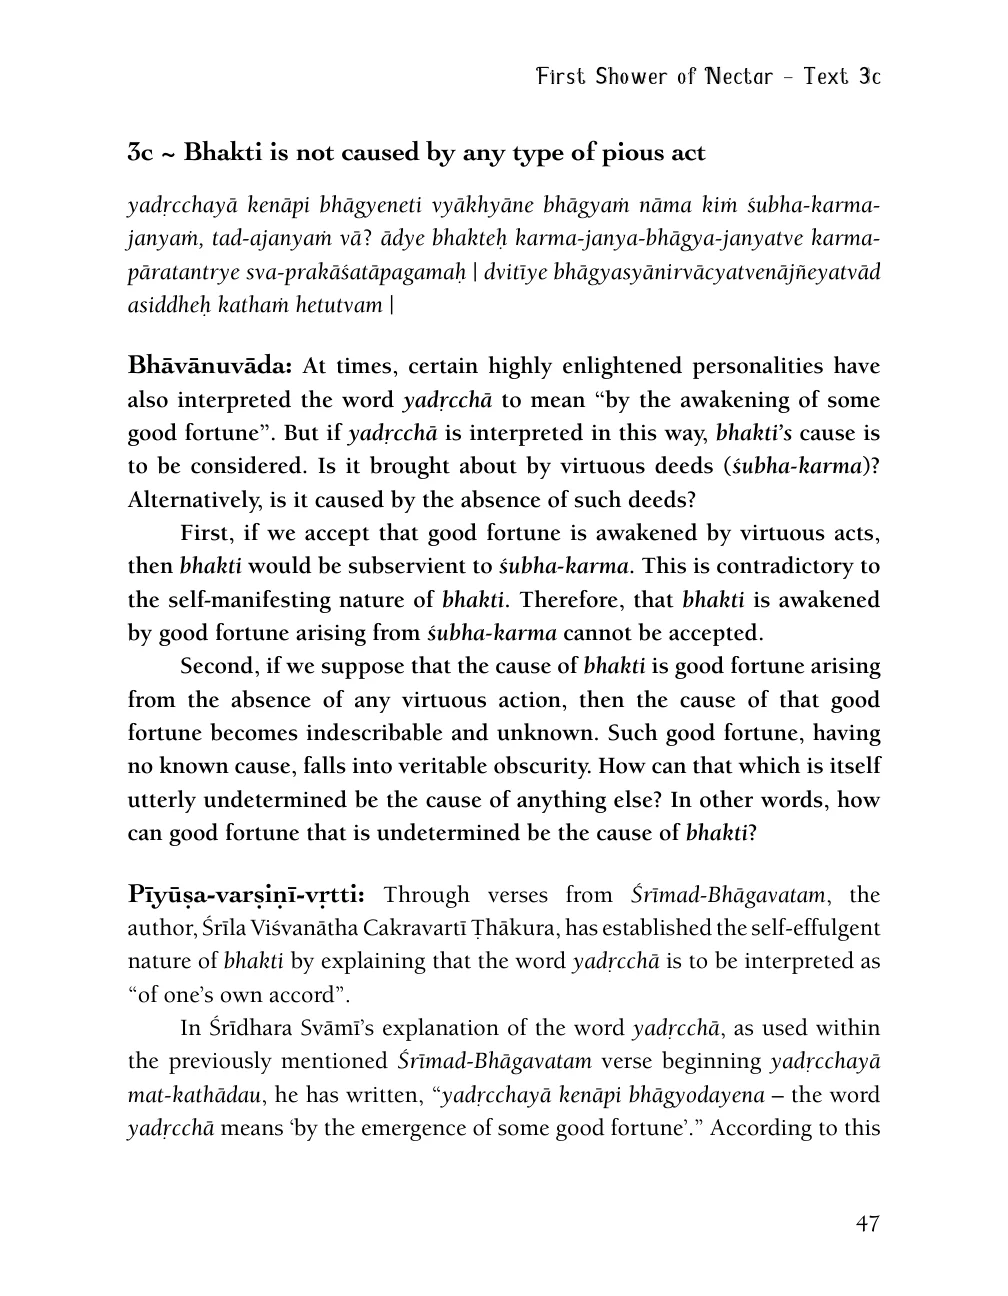 First Shower of Nectar – Text 3c
3c ~ Bhakti is not caused by any type of pious act
yadṛcchayā kenāpi bhāgyeneti vyākhyāne bhāgyaṁ nāma kiṁ śubha-karma-
janyaṁ, tad-ajanyaṁ vā? ādye bhakteḥ karma-janya-bhāgya-janyatve karma-
pāratantrye sva-prakāśatāpagamaḥ | dvitīye bhāgyasyānirvācyatvenājñeyatvād
asiddheḥ kathaṁ hetutvam |
Bhāvānuvāda: At times, certain highly enlightened personalities have
also interpreted the word yadṛcchā to mean “by the awakening of some
good fortune”. But if yadṛcchā is interpreted in this way, bhakti’s cause is
to be considered. Is it brought about by virtuous deeds (śubha-karma)?
Alternatively, is it caused by the absence of such deeds?
First, if we accept that good fortune is awakened by virtuous acts,
then bhakti would be subservient to śubha-karma. This is contradictory to
the self-manifesting nature of bhakti. Therefore, that bhakti is awakened
by good fortune arising from śubha-karma cannot be accepted.
Second, if we suppose that the cause of bhakti is good fortune arising
from the absence of any virtuous action, then the cause of that good
fortune becomes indescribable and unknown. Such good fortune, having
no known cause, falls into veritable obscurity. How can that which is itself
utterly undetermined be the cause of anything else? In other words, how
can good fortune that is undetermined be the cause of bhakti?
Pīyūṣa-varṣiṇī-vṛtti: Through verses from Śrīmad-Bhāgavatam, the
author, Śrīla Viśvanātha Cakravartī Ṭhākura, has established the self-effulgent
nature of bhakti by explaining that the word yadṛcchā is to be interpreted as
“of one’s own accord”.
In Śrīdhara Svāmī’s explanation of the word yadṛcchā, as used within
the previously mentioned Śrīmad-Bhāgavatam verse beginning yadṛcchayā
mat-kathādau, he has written, “yadṛcchayā kenāpi bhāgyodayena – the word
yadṛcchā means ‘by the emergence of some good fortune’.” According to this
47